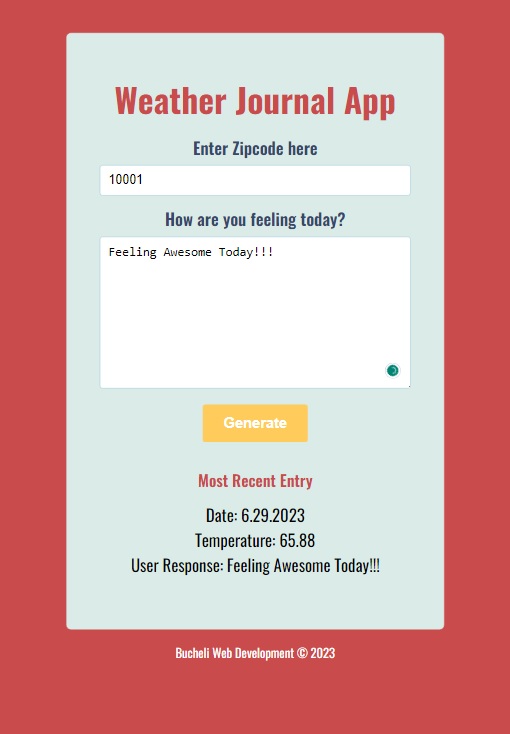 Weather Journal App
Enter Zipcode here
10001
How are you feeling today?
Feeling Awesome Today!!!
Generate
Most Recent Entry
Date: 6.29.2023
Temperature: 65.88
User Response: Feeling Awesome Today!!!
Bucheli Web Development © 2023